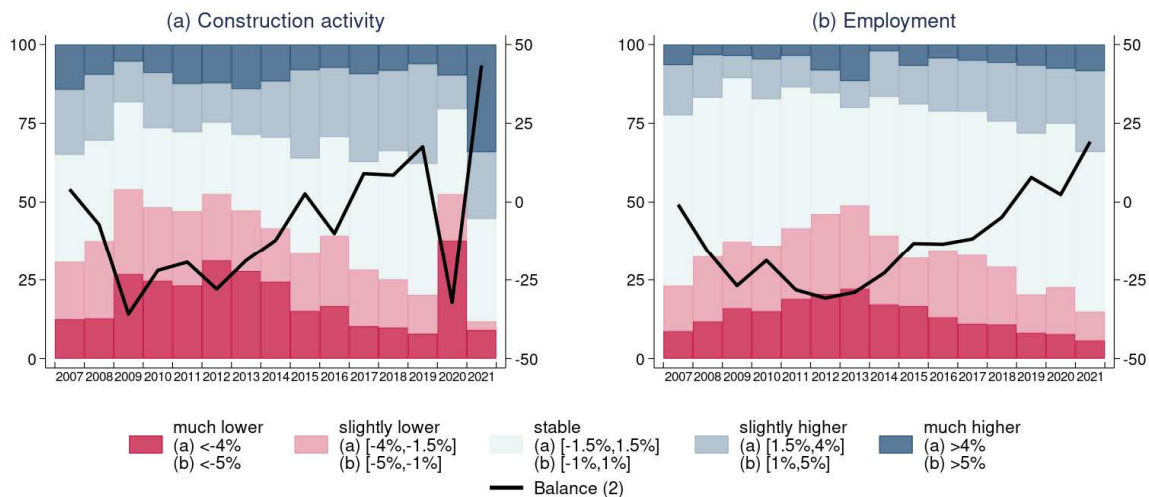 (a) Construction activity
100
75
50
25
0
50
25
0
-25
-50
2007 2008 2009 2010 2011 2012 2013 2014 2015 2016 2017 2018 2019 2020 2021
(b) Employment
100
75
50
25
0
50
25
0
-25
-50
2007 2008 2009 2010 2011 2012 2013 2014 2015 2016 2017 2018 2019 2020 2021
much lower
(a) <-4%
(b) <-5%
slightly lower
(a) [-4%,-1.5%]
(b) [-5%,-1%]
stable
(a) [-1.5%,1.5%]
(b) [-1%,1%]
slightly higher
(a) [1.5%,4%]
(b) [1%,5%]
much higher
(a) >4%
(b) >5%
Balance (2)